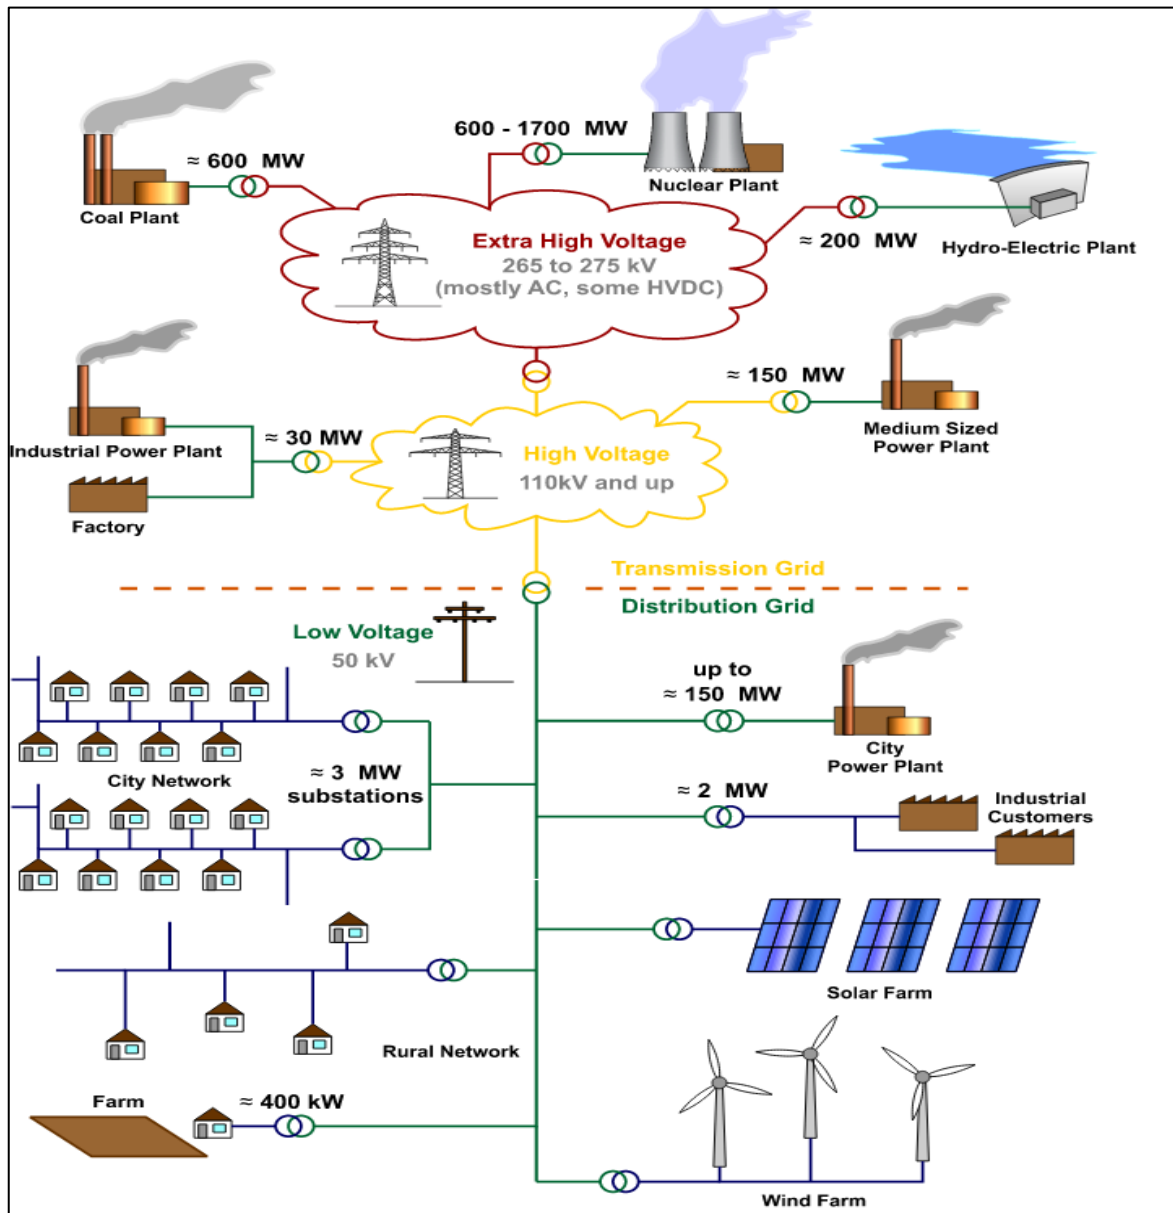 600 - 1700 MW
≈ 600 MW
Nuclear Plant
Coal Plant
≈ 200 MW
Hydro-Electric Plant
Extra High Voltage
265 to 275 kV
(mostly AC, some HVDC)
≈ 150 MW
Medium Sized
Power Plant
Industrial Power Plant
≈ 30 MW
High Voltage
110kV and up
Factory
Transmission Grid
Distribution Grid
Low Voltage
50 kV
up to
≈ 150 MW
City
Power Plant
City Network
≈ 3 MW
substations
≈ 2 MW
Industrial
Customers
Solar Farm
Rural Network
Farm
≈ 400 kW
Wind Farm